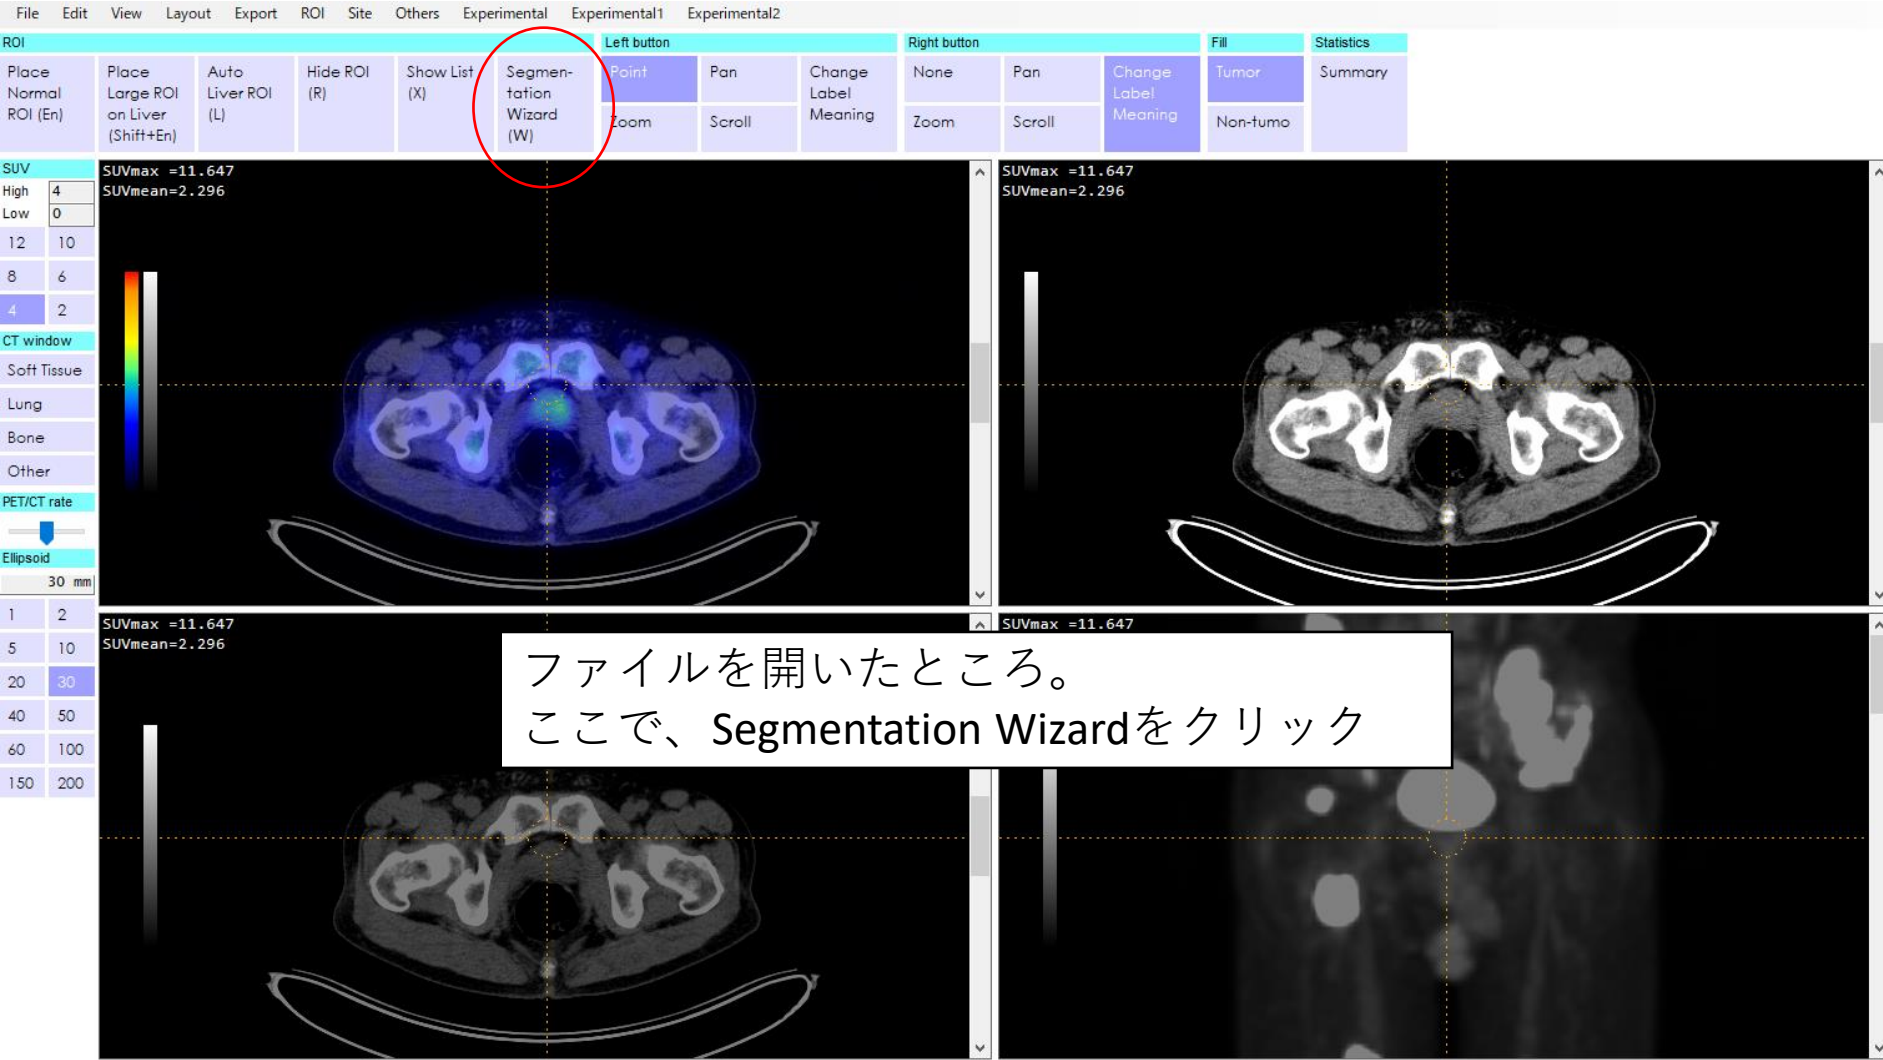 File Edit View Layout Export ROI Site Others Experimental Experimental1 Experimental2
ROI Left button Right button Fill Statistics
Place
Normal
ROI (En)
Place
Large ROI
on Liver
(Shift+En)
Auto
Liver ROI
(L)
Hide ROI
(R)
Show List
(X)
Segmen-
tation
Wizard
(W)
Point Pan
Zoom Scroll
Change
Label
Meaning
None Pan
Zoom Scroll
Change
Label
Meaning
Tumor
Non-tumo
Summary
SUV
High 4
Low 0
12 10
8 6
4 2
CT window
Soft Tissue
Lung
Bone
Other
PET/CT rate
Ellipsoid
30 mm
1 2
5 10
20 30
40 50
60 100
150 200
SUVmax =11.647
SUVmean=2.296
SUVmax =11.647
SUVmean=2.296
SUVmax =11.647
SUVmean=2.296
SUVmax =11.647
ファイルを開いたところ。
ここで、Segmentation Wizardをクリック